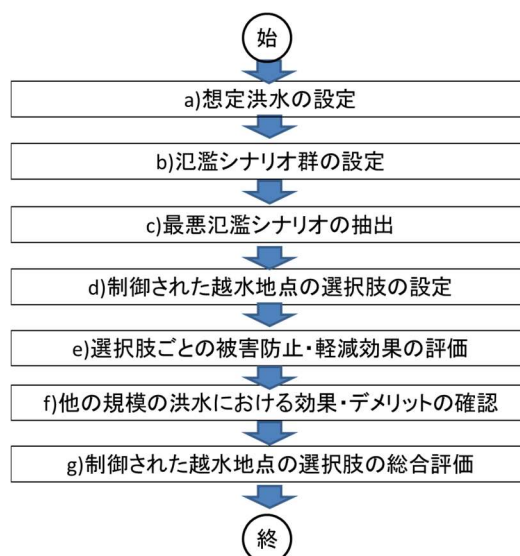 始
a)想定洪水の設定
b)氾濫シナリオ群の設定
c)最悪氾濫シナリオの抽出
d)制御された越水地点の選択肢の設定
e)選択肢ごとの被害防止・軽減効果の評価
f)他の規模の洪水における効果・デメリットの確認
g)制御された越水地点の選択肢の総合評価
終